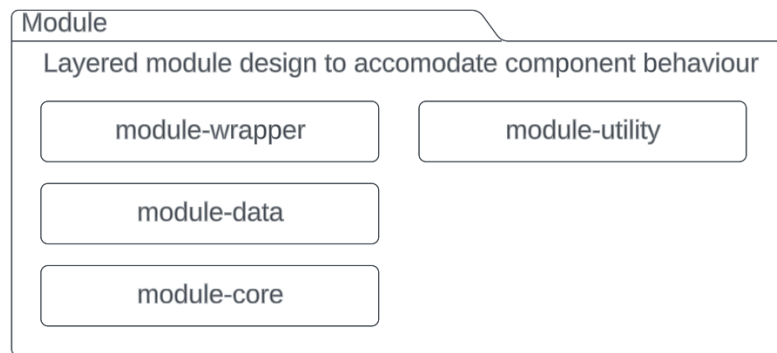 Module
Layered module design to accomodate component behaviour
module-wrapper
module-utility
module-data
module-core